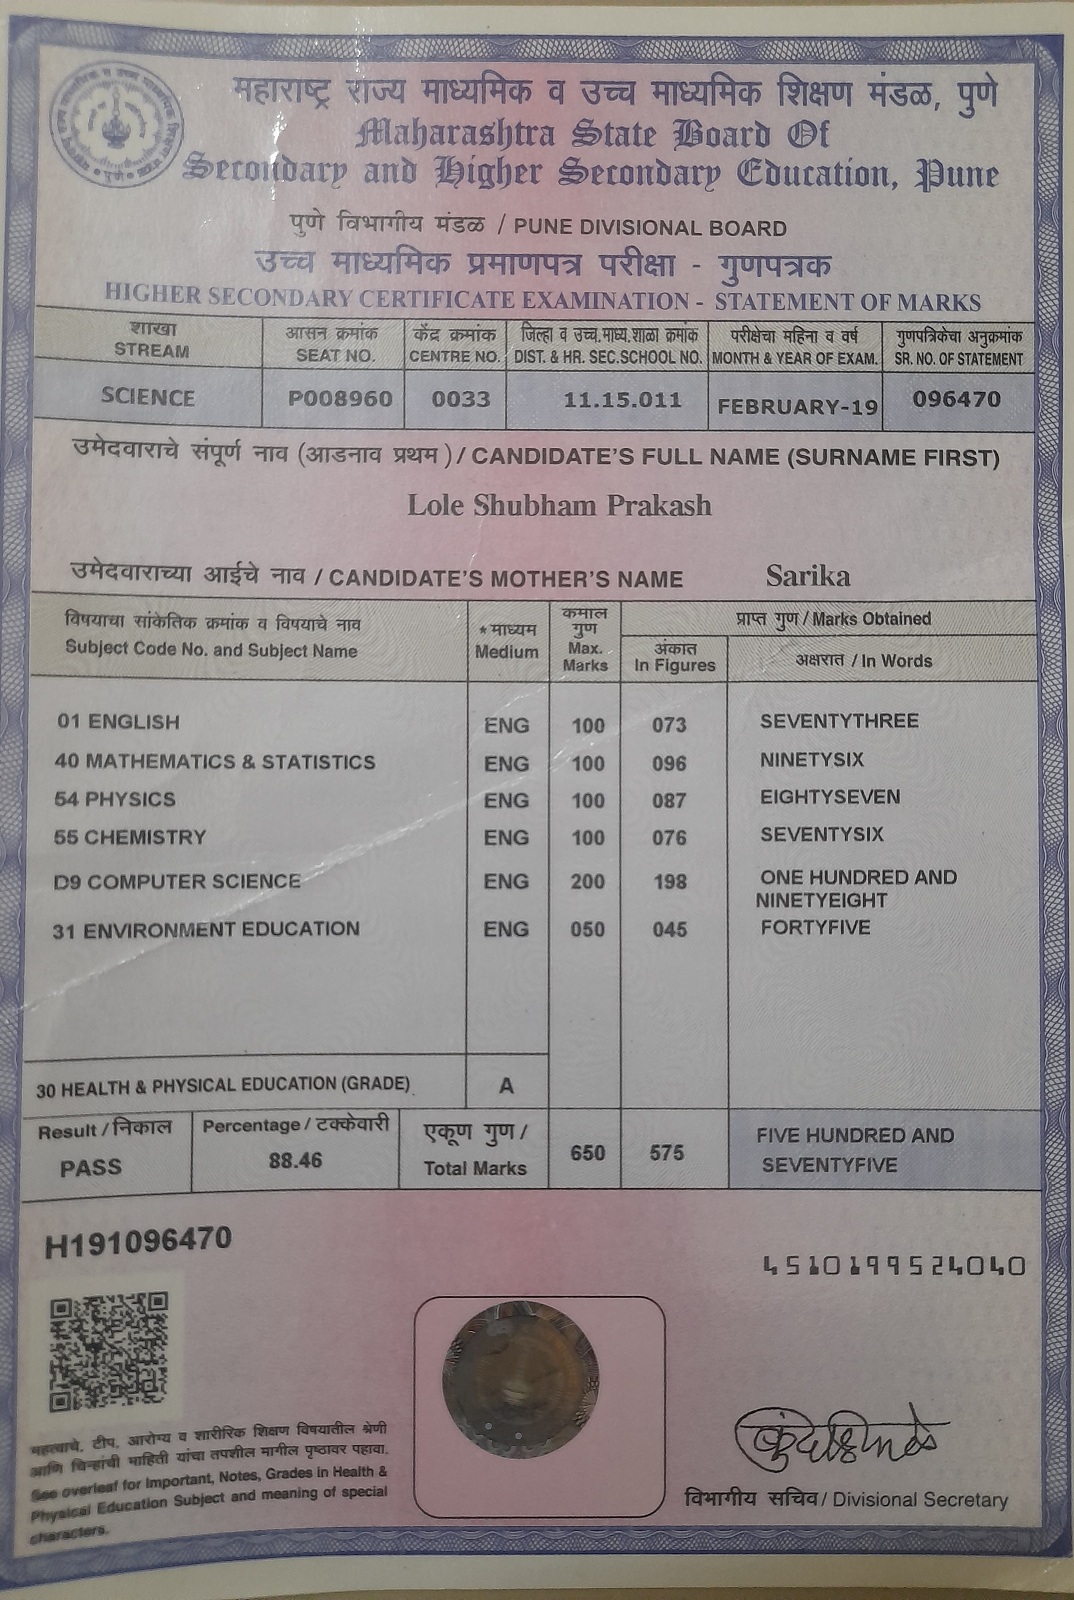 महाराष्ट्र राज्य माध्यमिक व उच्च माध्यमिक शिक्षण मंडळ, पुणे
Maharashtra State Board Of
Secondary and Higher Secondary Education, Pune
पुणे विभागीय मंडळ / PUNE DIVISIONAL BOARD
उच्च माध्यमिक प्रमाणपत्र परीक्षा - गुणपत्रक
HIGHER SECONDARY CERTIFICATE EXAMINATION - STATEMENT OF MARKS
शाखा आसन क्रमांक केंद्र क्रमांक जिल्हा व उच्च.माध्य.शाळा क्रमांक परीक्षेचा महिना व वर्ष गुणपत्रिकेचा अनुक्रमांक
STREAM SEAT NO. CENTRE NO. DIST. & HR. SEC.SCHOOL NO. MONTH & YEAR OF EXAM. SR. NO. OF STATEMENT
SCIENCE P008960 0033 11.15.011 FEBRUARY-19 096470
उमेदवाराचे संपूर्ण नाव (आडनाव प्रथम) / CANDIDATE'S FULL NAME (SURNAME FIRST)
Lole Shubham Prakash
उमेदवाराच्या आईचे नाव / CANDIDATE'S MOTHER'S NAME Sarika
विषयाचा सांकेतिक क्रमांक व विषयाचे नाव
Subject Code No. and Subject Name
* माध्यम
Medium
कमाल
गुण
Max.
Marks
प्राप्त गुण / Marks Obtained
अंकात
In Figures
अक्षरात / In Words
01 ENGLISH ENG 100 073 SEVENTYTHREE
40 MATHEMATICS & STATISTICS ENG 100 096 NINETYSIX
54 PHYSICS ENG 100 087 EIGHTYSEVEN
55 CHEMISTRY ENG 100 076 SEVENTYSIX
D9 COMPUTER SCIENCE ENG 200 198 ONE HUNDRED AND
NINETYEIGHT
31 ENVIRONMENT EDUCATION ENG 050 045 FORTYFIVE
30 HEALTH & PHYSICAL EDUCATION (GRADE) A
Result / निकाल
PASS
Percentage / टक्केवारी
88.46
एकूण गुण /
Total Marks
650 575
FIVE HUNDRED AND
SEVENTYFIVE
H191096470
4510199524040
महत्वाचे, टीप, आरोग्य व शारीरिक शिक्षण विषयातील श्रेणी
आणि चिन्हांची माहिती यांचा तपशील मागील पृष्ठावर पहावा.
See overleaf for Important, Notes, Grades in Health &
Physical Education Subject and meaning of special
characters.
विभागीय सचिव / Divisional Secretary